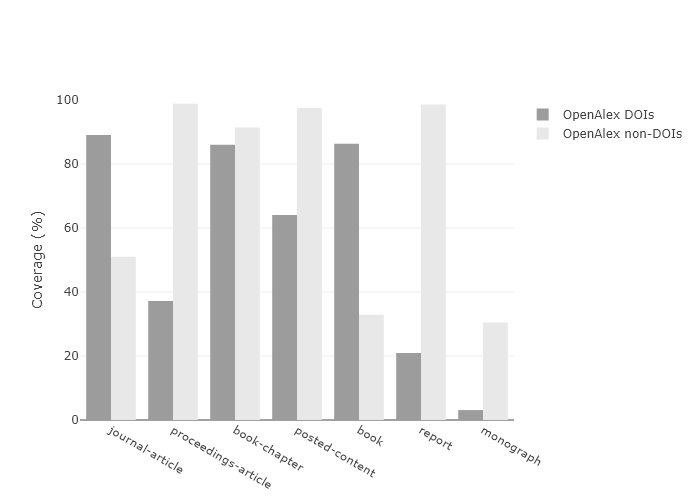 100
80
60
40
20
0
Coverage (%)
OpenAlex DOIs
OpenAlex non-DOIs
journal-article
proceedings-article
book-chapter
posted-content
book
report
monograph